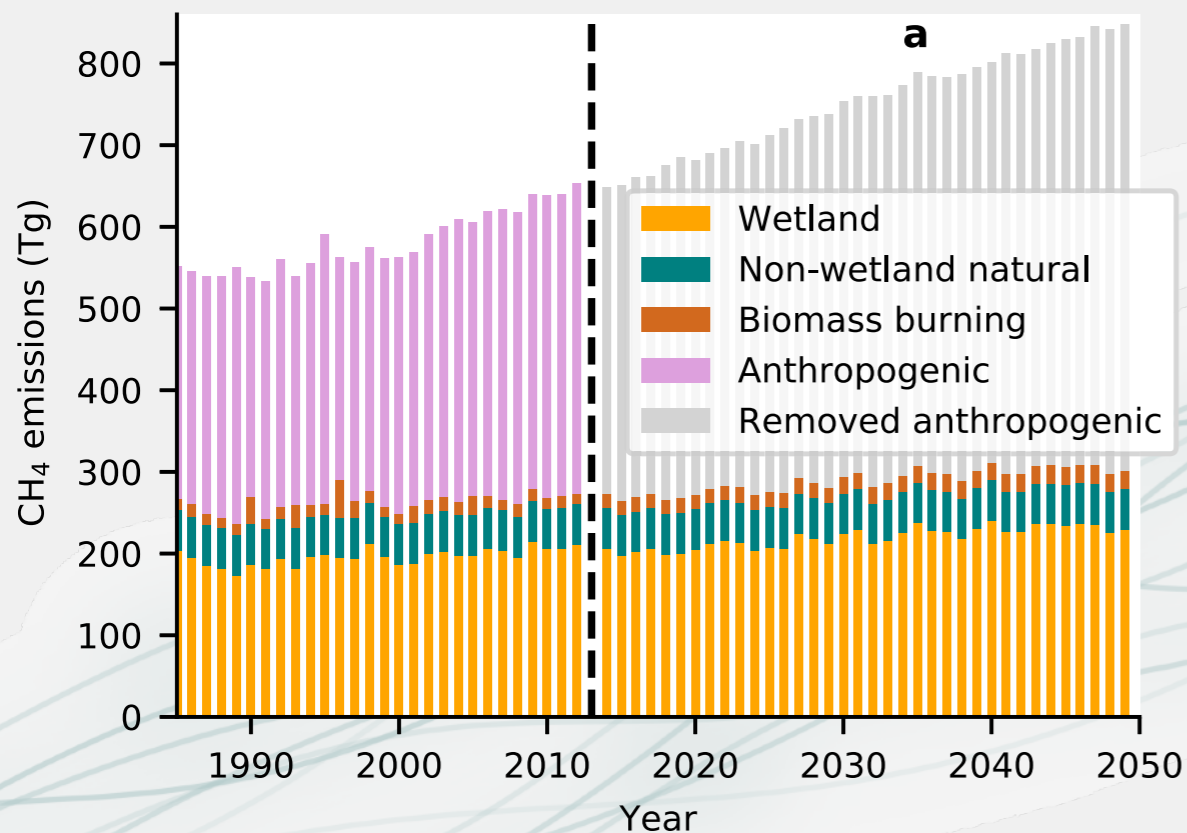 a
800
700
600
500
400
300
200
100
0
CH₄ emissions (Tg)
Wetland
Non-wetland natural
Biomass burning
Anthropogenic
Removed anthropogenic
1990 2000 2010 2020 2030 2040 2050
Year